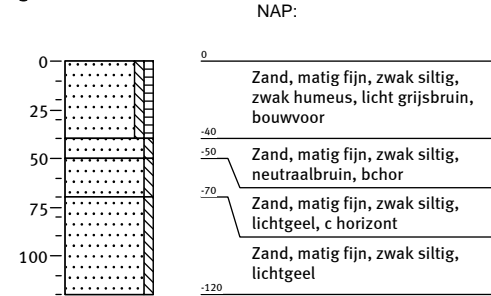 NAP:
0
25
50
75
100
0
Zand, matig fijn, zwak siltig,
zwak humeus, licht grijsbruin,
bouwvoor
-40
-50
Zand, matig fijn, zwak siltig,
neutraalbruin, bchor
-70
Zand, matig fijn, zwak siltig,
lichtgeel, c horizont
Zand, matig fijn, zwak siltig,
lichtgeel
-120